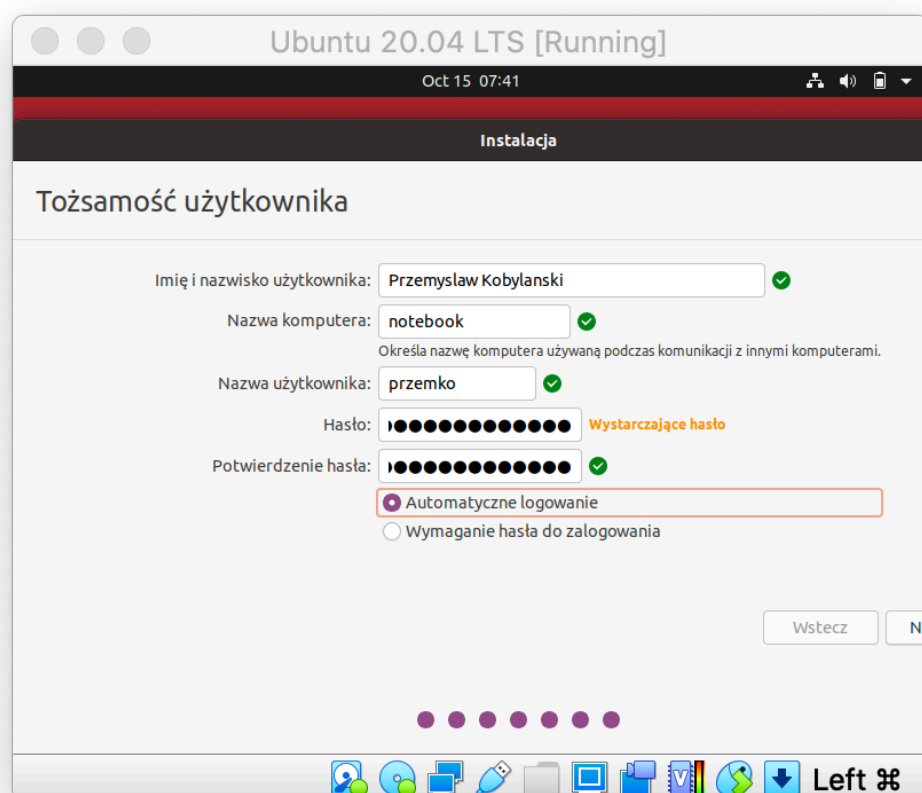 Ubuntu 20.04 LTS [Running]
Oct 15 07:41
Instalacja
Tożsamość użytkownika
Imię i nazwisko użytkownika: Przemyslaw Kobylanski
Nazwa komputera: notebook
Określa nazwę komputera używaną podczas komunikacji z innymi komputerami.
Nazwa użytkownika: przemko
Hasło: Wystarczające hasło
Potwierdzenie hasła:
Automatyczne logowanie
Wymaganie hasła do zalogowania
Wstecz
Left ⌘